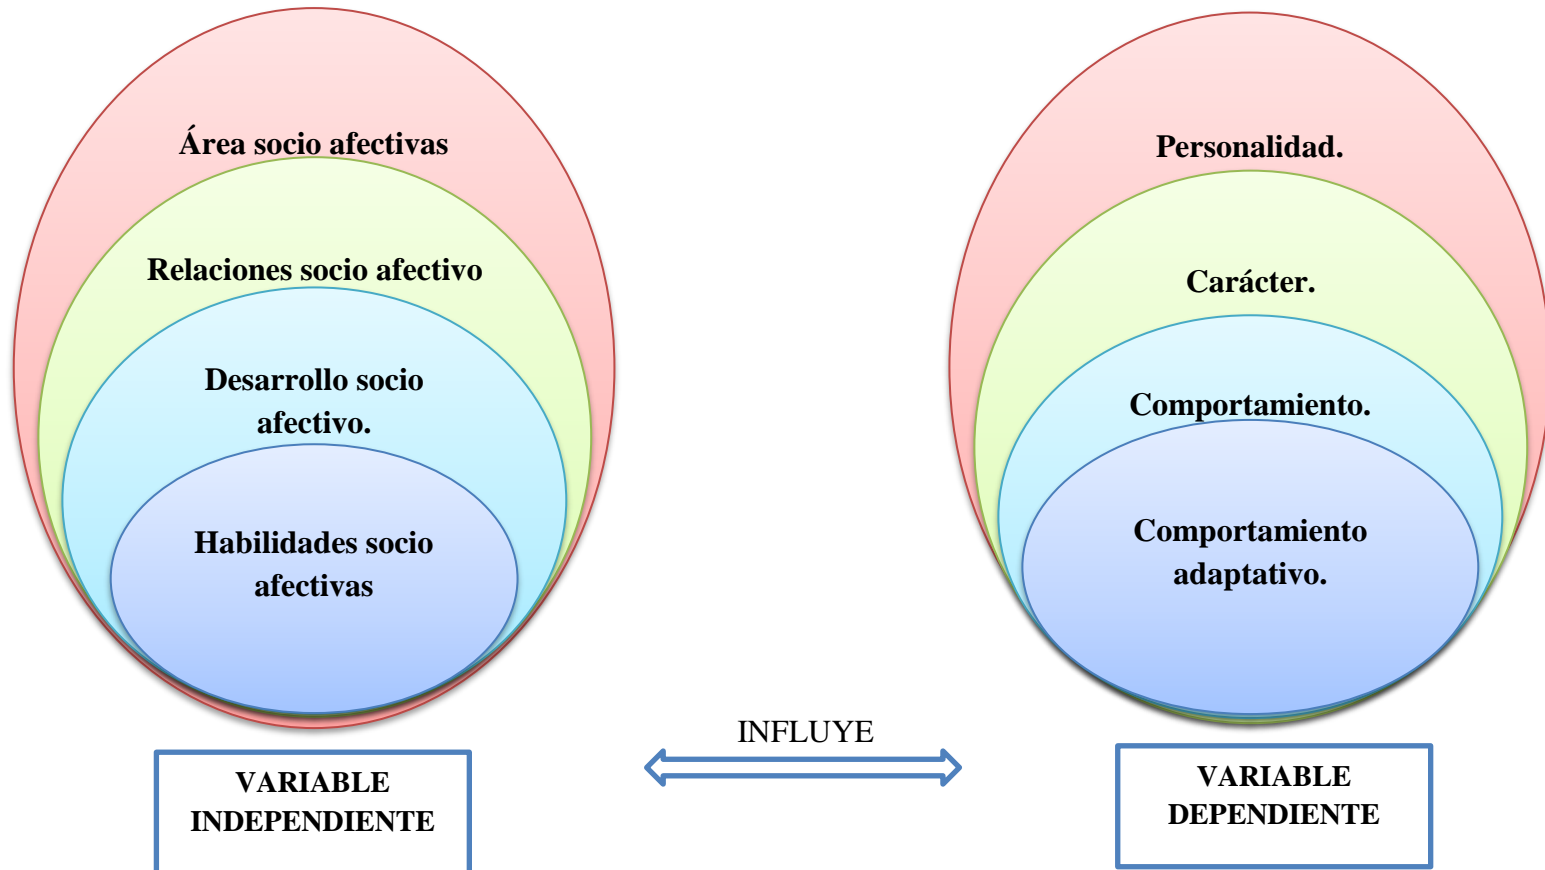 Área socio afectivas
Relaciones socio afectivo
Desarrollo socio
afectivo.
Habilidades socio
afectivas
VARIABLE
INDEPENDIENTE
INFLUYE
Personalidad.
Carácter.
Comportamiento.
Comportamiento
adaptativo.
VARIABLE
DEPENDIENTE